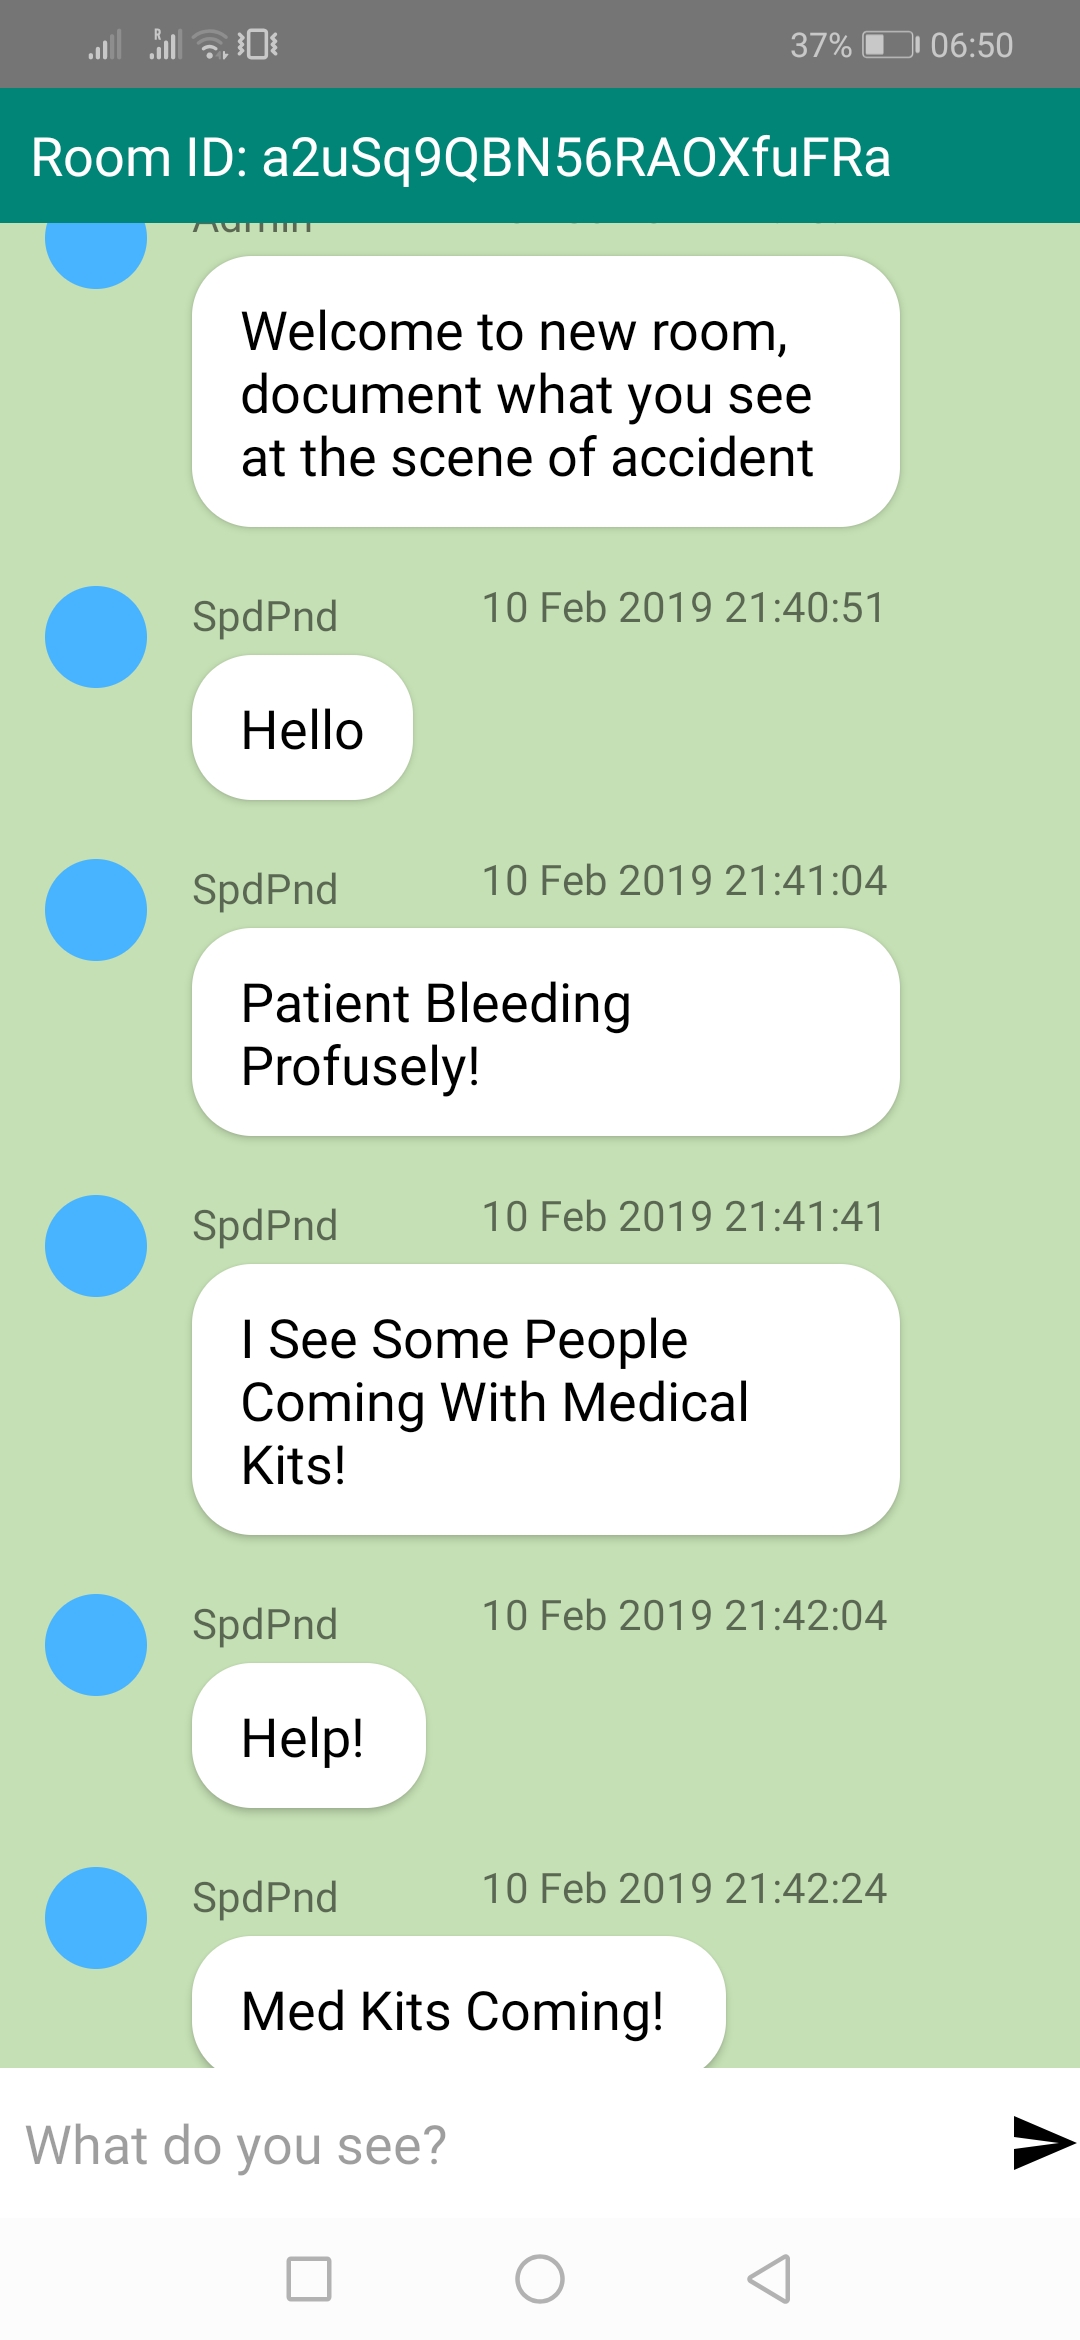 R
37% 06:50
Room ID: a2uSq9QBN56RAOXfuFRa
Admin
Welcome to new room,
document what you see
at the scene of accident
SpdPnd 10 Feb 2019 21:40:51
Hello
SpdPnd 10 Feb 2019 21:41:04
Patient Bleeding
Profusely!
SpdPnd 10 Feb 2019 21:41:41
I See Some People
Coming With Medical
Kits!
SpdPnd 10 Feb 2019 21:42:04
Help!
SpdPnd 10 Feb 2019 21:42:24
Med Kits Coming!
What do you see?